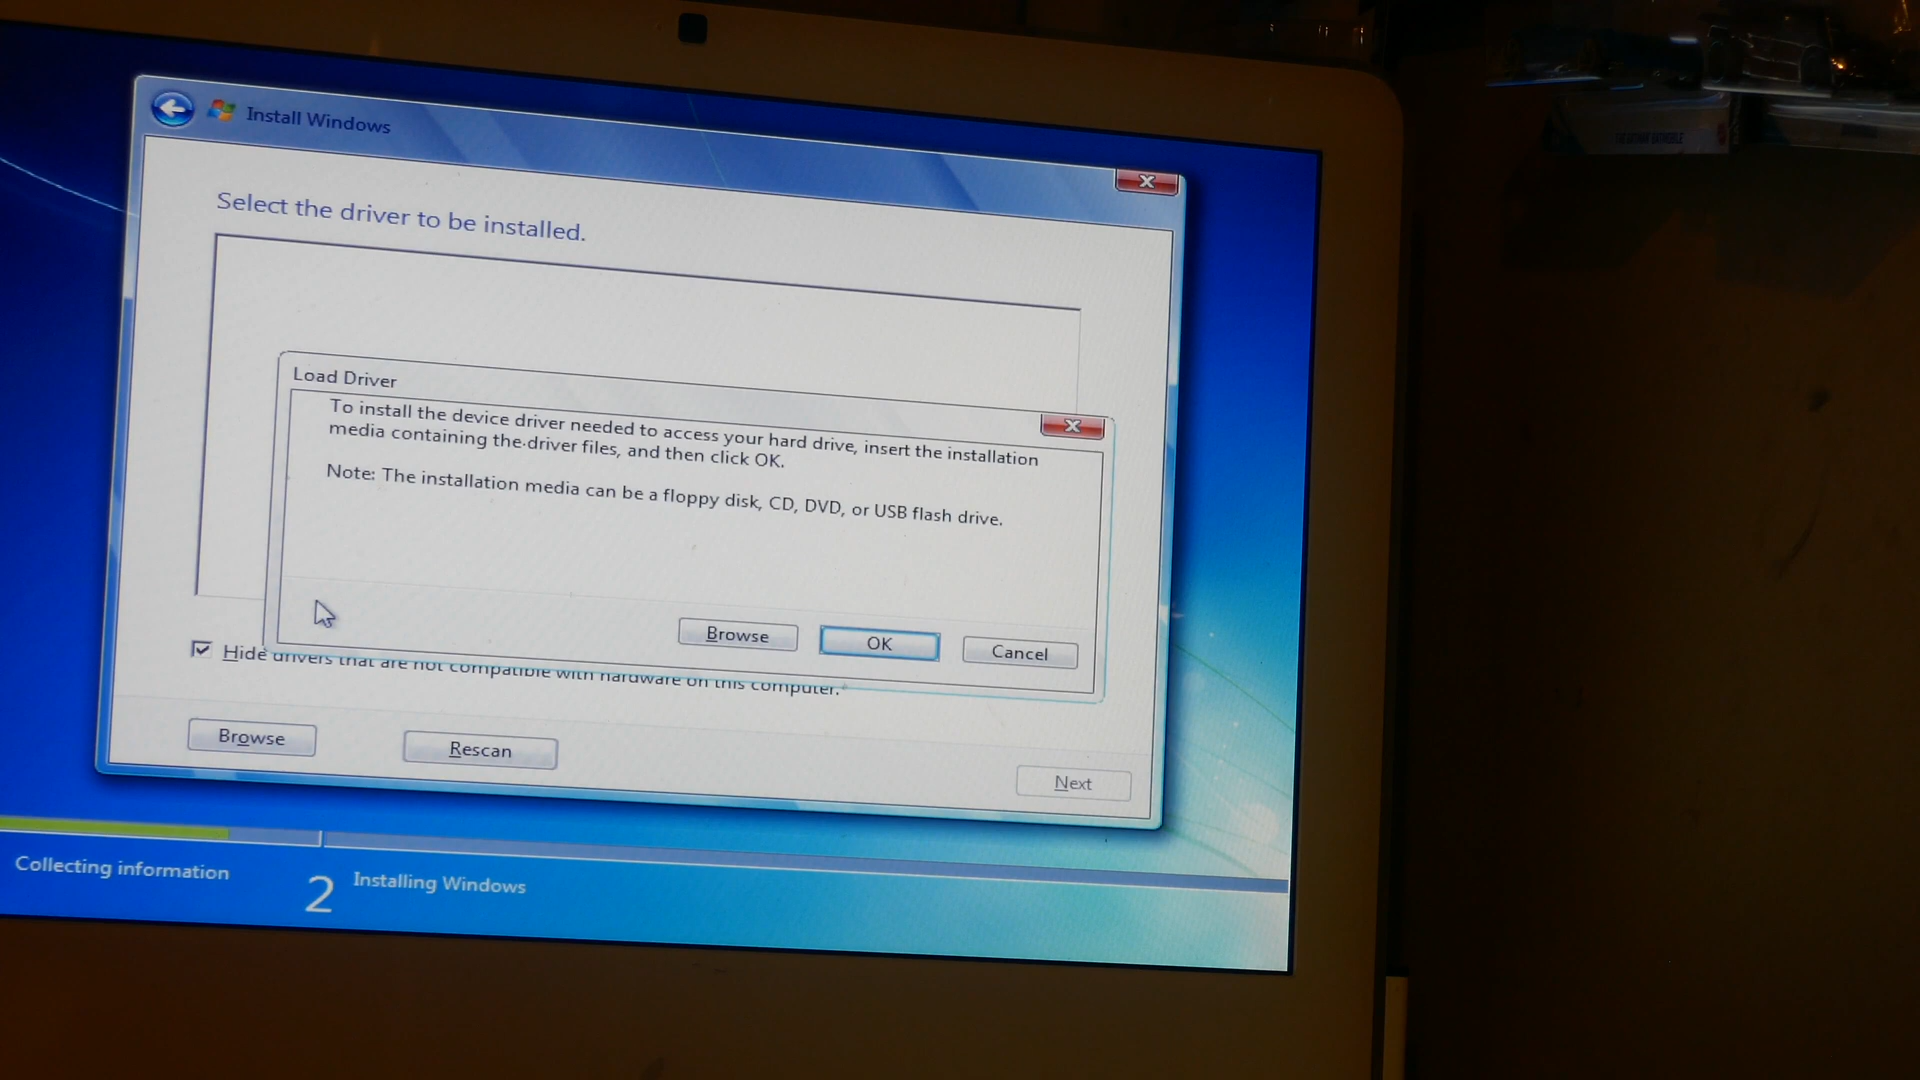 Install Windows
Select the driver to be installed.
Load Driver
To install the device driver needed to access your hard drive, insert the installation
media containing the driver files, and then click OK.
Note: The installation media can be a floppy disk, CD, DVD, or USB flash drive.
Browse
OK
Cancel
Hide drivers that are not compatible with hardware on this computer.
Browse
Rescan
Next
Collecting information
2
Installing Windows